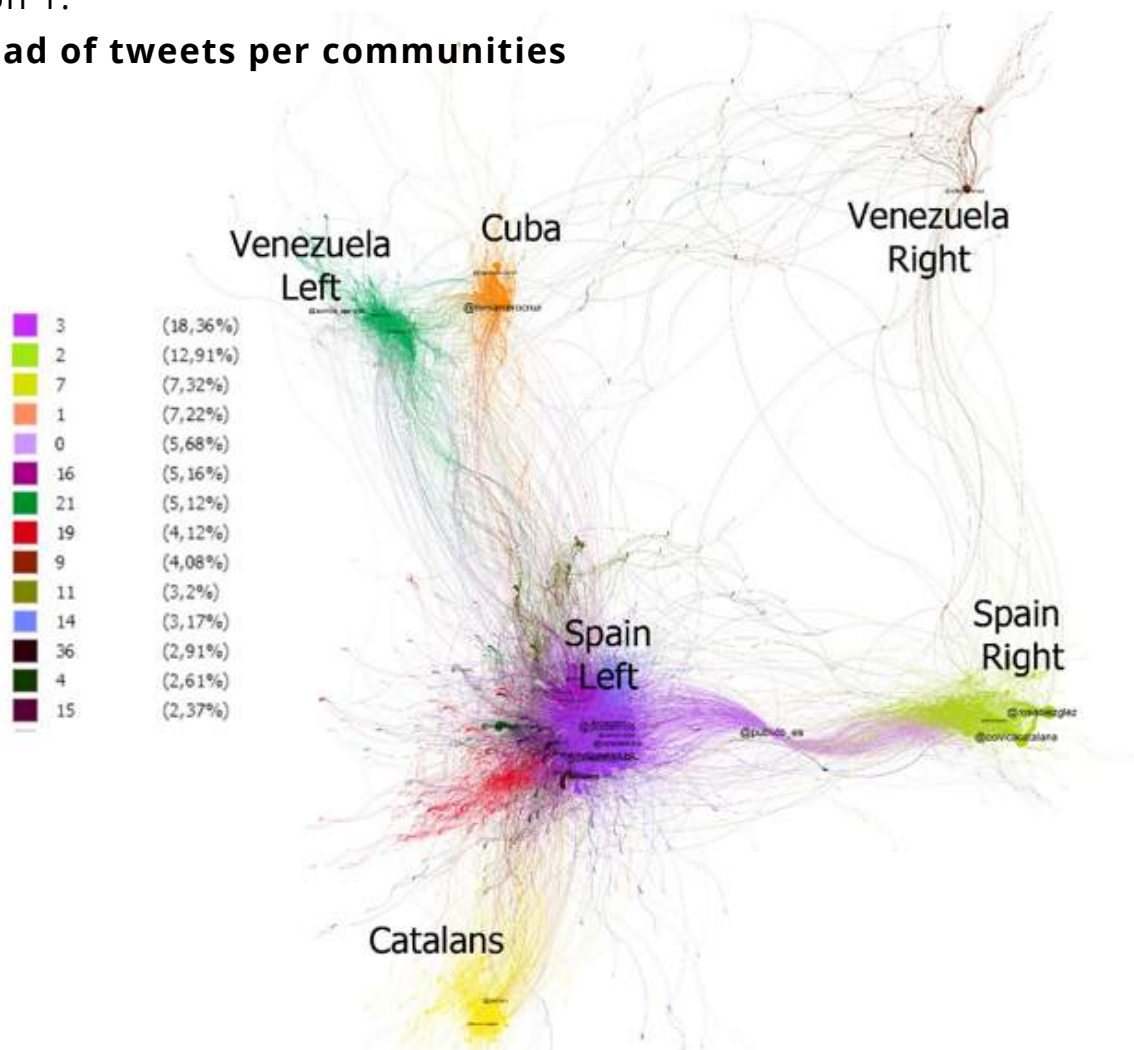 on 1.
ad of tweets per communities
Cuba
Venezuela
Left
Venezuela
Right
3 (18,36%)
2 (12,91%)
7 (7,32%)
1 (7,22%)
0 (5,68%)
16 (5,16%)
21 (5,12%)
19 (4,12%)
9 (4,08%)
11 (3,2%)
14 (3,17%)
36 (2,91%)
4 (2,61%)
15 (2,37%)
Spain
Left
Spain
Right
@publico_es
@covicacatalana
Catalans